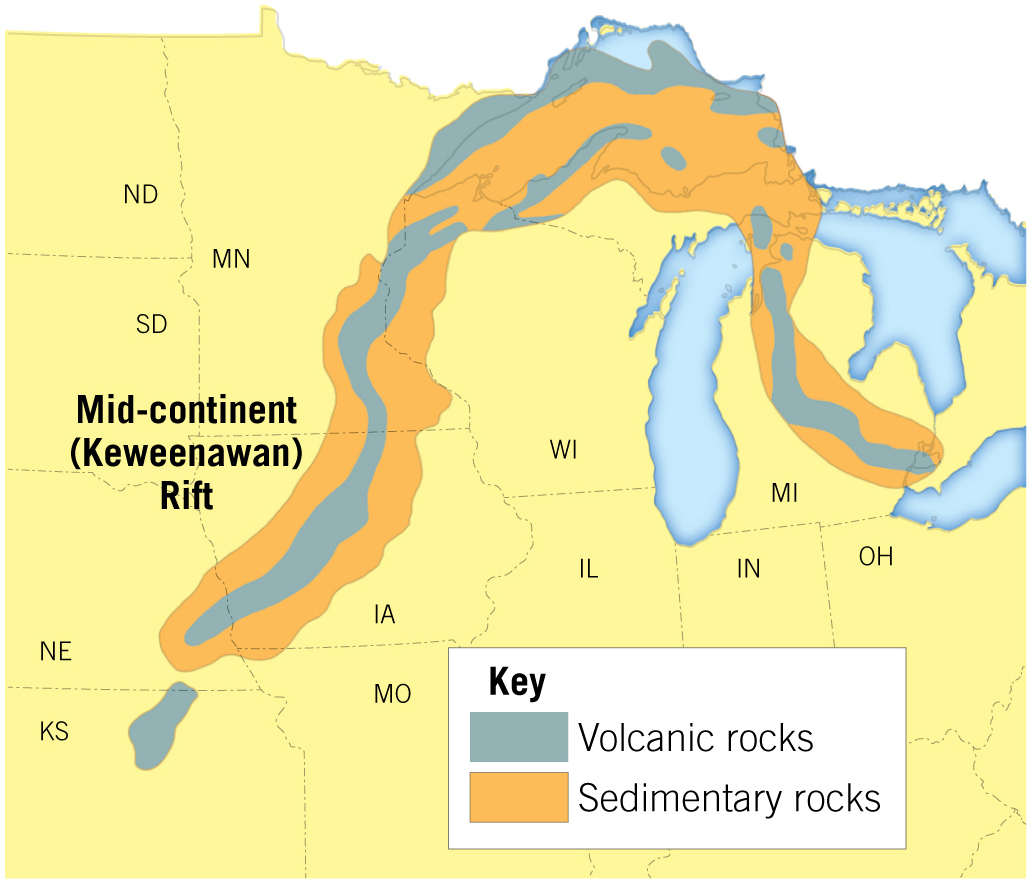 ND
MN
SD
Mid-continent
(Keweenawan)
Rift
WI
MI
IL
IN
OH
IA
NE
MO
KS
Key
Volcanic rocks
Sedimentary rocks